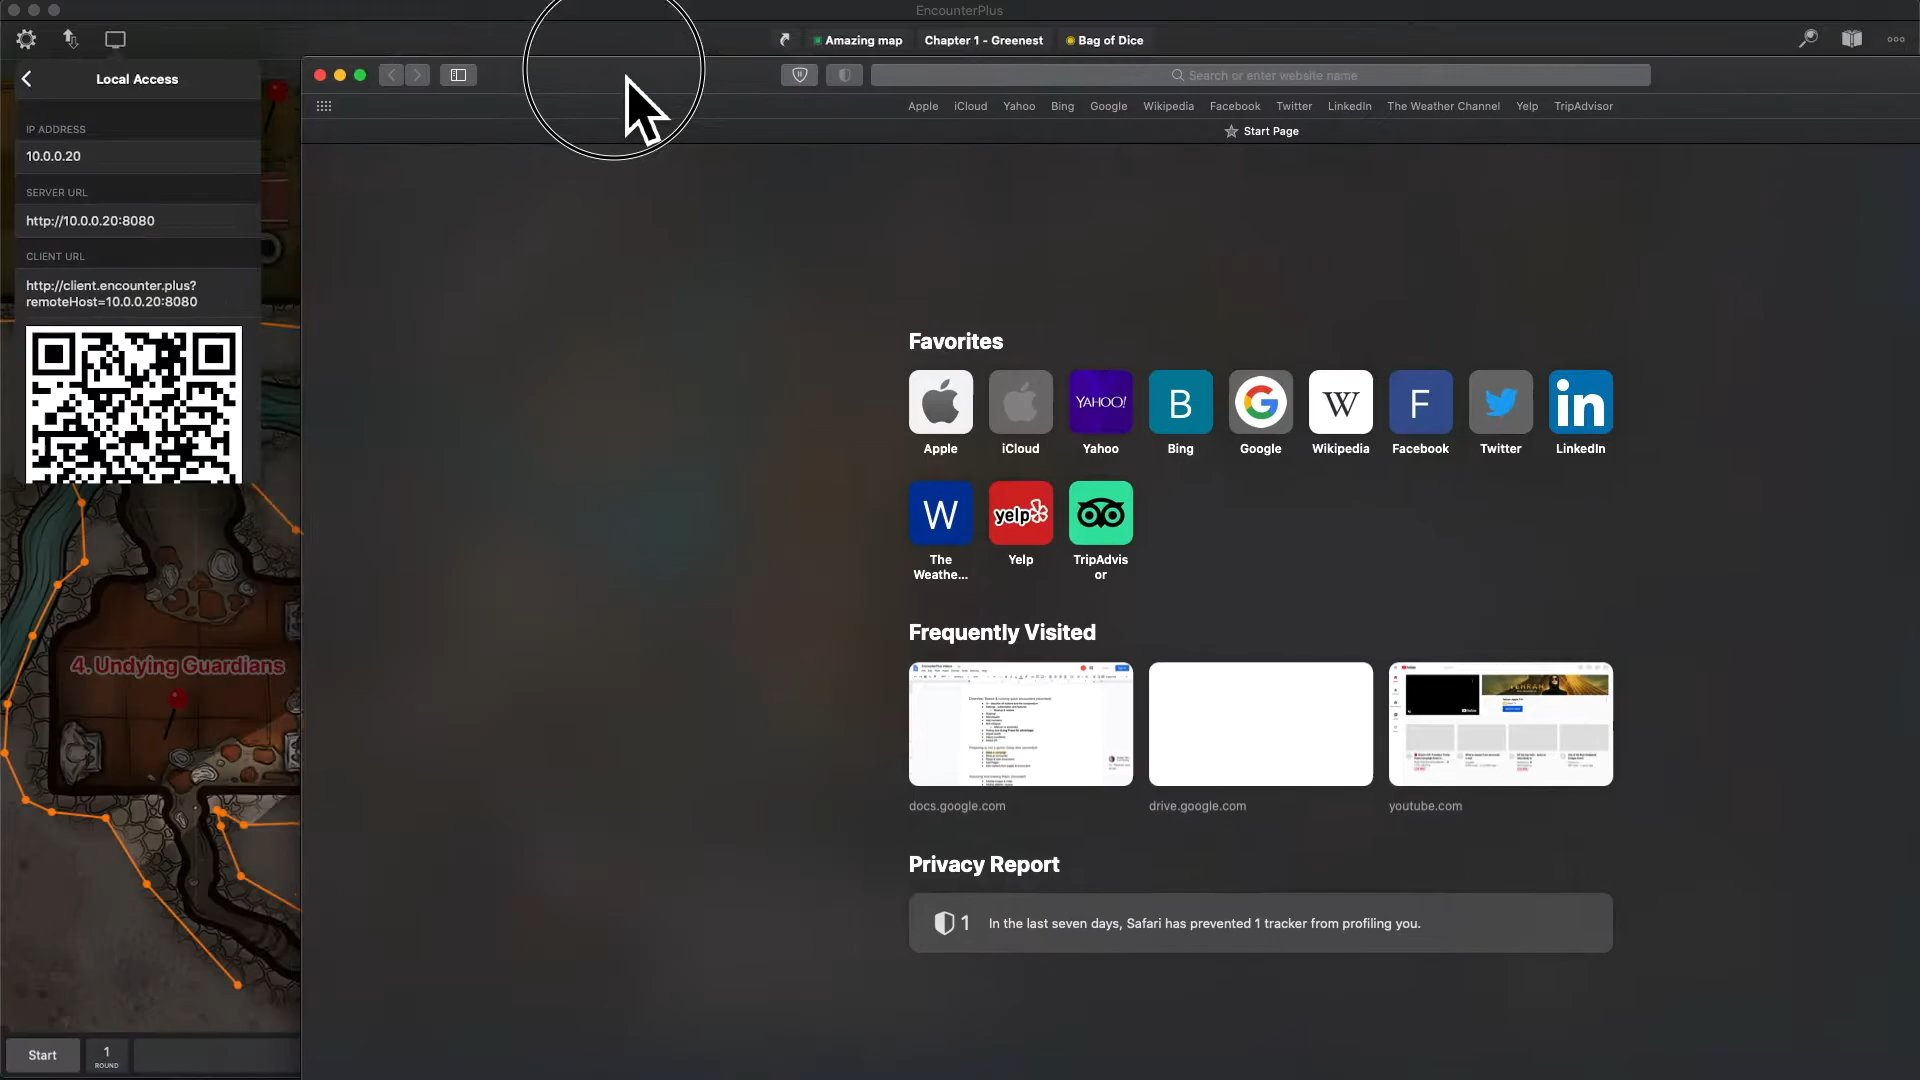 EncounterPlus
Amazing map
Chapter 1 - Greenest
Bag of Dice
Local Access
Search or enter website name
Apple
iCloud
Yahoo
Bing
Google
Wikipedia
Facebook
Twitter
LinkedIn
The Weather Channel
Yelp
TripAdvisor
Start Page
IP ADDRESS
10.0.0.20
SERVER URL
http://10.0.0.20:8080
CLIENT URL
http://client.encounter.plus?
remoteHost=10.0.0.20:8080
4. Undying Guardians
Start
1
ROUND
Favorites
YAHOO!
B
W
F
in
Apple
iCloud
Yahoo
Bing
Google
Wikipedia
Facebook
Twitter
LinkedIn
W
yelp
The
Weathe...
Yelp
TripAdvis
or
Frequently Visited
docs.google.com
drive.google.com
youtube.com
Privacy Report
1
In the last seven days, Safari has prevented 1 tracker from profiling you.